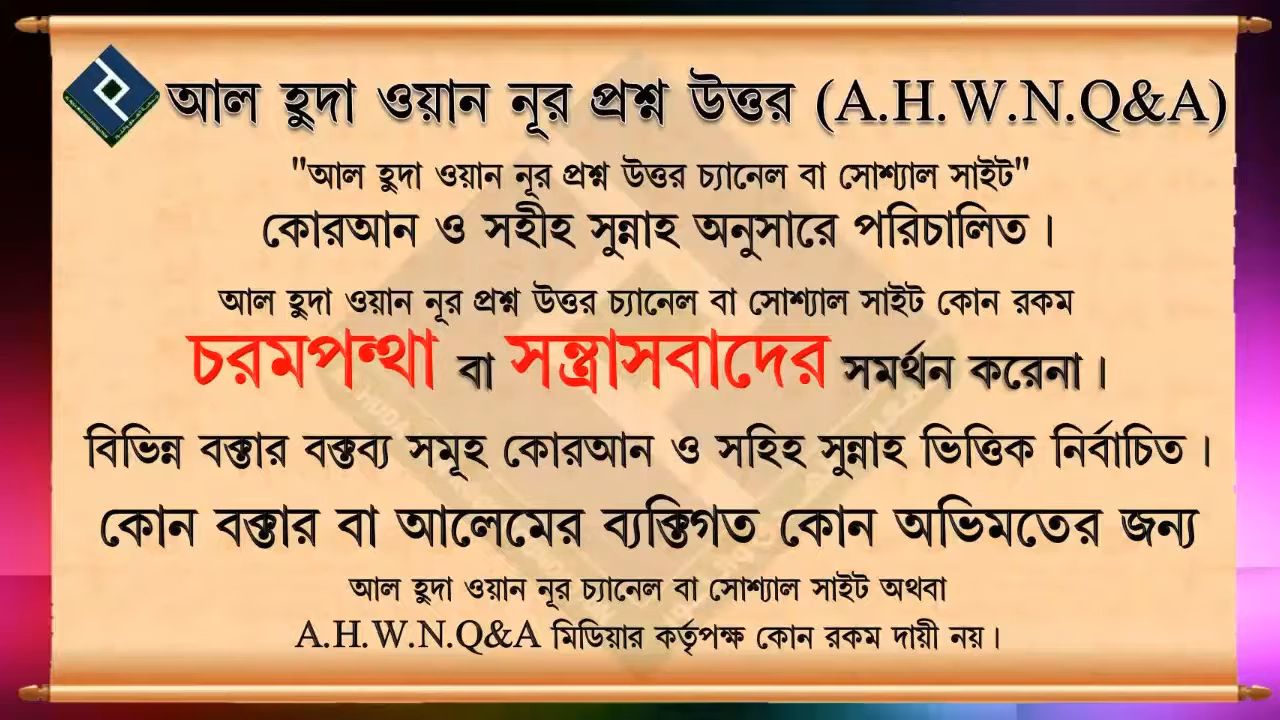 আল হুদা ওয়ান নূর প্রশ্ন উত্তর (A.H.W.N.Q&A)
"আল হুদা ওয়ান নূর প্রশ্ন উত্তর চ্যানেল বা সোশ্যাল সাইট"
কোরআন ও সহীহ সুন্নাহ অনুসারে পরিচালিত।
আল হুদা ওয়ান নূর প্রশ্ন উত্তর চ্যানেল বা সোশ্যাল সাইট কোন রকম
চরমপন্থা বা সন্ত্রাসবাদের সমর্থন করেনা।
বিভিন্ন বক্তার বক্তব্য সমূহ কোরআন ও সহিহ সুন্নাহ ভিত্তিক নির্বাচিত।
কোন বক্তার বা আলেমের ব্যক্তিগত কোন অভিমতের জন্য
আল হুদা ওয়ান নূর চ্যানেল বা সোশ্যাল সাইট অথবা
A.H.W.N.Q&A মিডিয়ার কর্তৃপক্ষ কোন রকম দায়ী নয়।